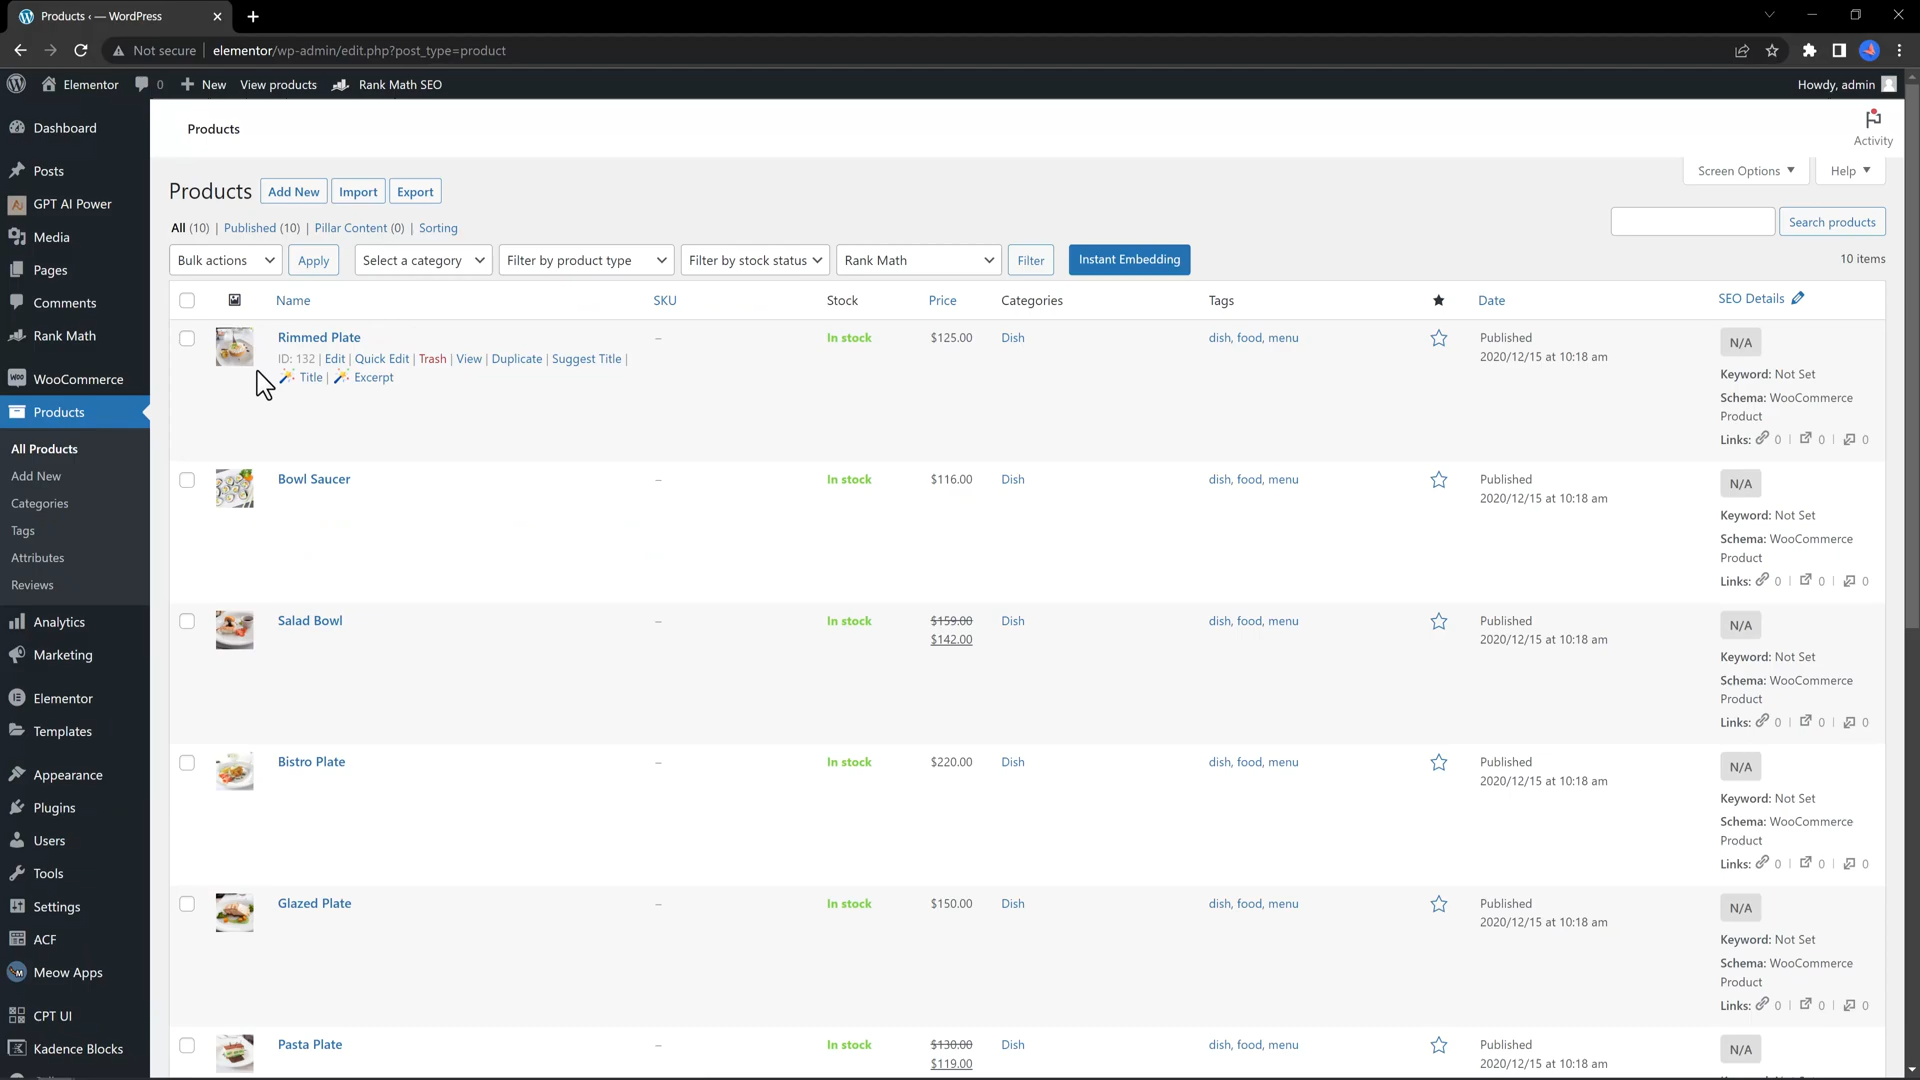 Products ‹ — WordPress
Not secure
elementor/wp-admin/edit.php?post_type=product
Elementor 0 New View products Rank Math SEO
Howdy, admin
Dashboard
Posts
GPT AI Power
Media
Pages
Comments
Rank Math
WooCommerce
Products
All Products
Add New
Categories
Tags
Attributes
Reviews
Analytics
Marketing
Elementor
Templates
Appearance
Plugins
Users
Tools
Settings
ACF
Meow Apps
CPT UI
Kadence Blocks
Products
Activity
Screen Options ▼ Help ▼
Products Add New Import Export
All (10) | Published (10) | Pillar Content (0) | Sorting
Search products
Bulk actions Apply Select a category Filter by product type Filter by stock status Rank Math Filter Instant Embedding
10 items
Name SKU Stock Price Categories Tags Date SEO Details
Rimmed Plate – In stock $125.00 Dish dish, food, menu Published N/A
ID: 132 | Edit | Quick Edit | Trash | View | Duplicate | Suggest Title |
2020/12/15 at 10:18 am
Title | Excerpt
Keyword: Not Set
Schema: WooCommerce
Product
Links: 0 | 0 | 0
Bowl Saucer – In stock $116.00 Dish dish, food, menu Published N/A
2020/12/15 at 10:18 am
Keyword: Not Set
Schema: WooCommerce
Product
Links: 0 | 0 | 0
Salad Bowl – In stock $159.00 Dish dish, food, menu Published N/A
$142.00 2020/12/15 at 10:18 am
Keyword: Not Set
Schema: WooCommerce
Product
Links: 0 | 0 | 0
Bistro Plate – In stock $220.00 Dish dish, food, menu Published N/A
2020/12/15 at 10:18 am
Keyword: Not Set
Schema: WooCommerce
Product
Links: 0 | 0 | 0
Glazed Plate – In stock $150.00 Dish dish, food, menu Published N/A
2020/12/15 at 10:18 am
Keyword: Not Set
Schema: WooCommerce
Product
Links: 0 | 0 | 0
Pasta Plate – In stock $130.00 Dish dish, food, menu Published N/A
$119.00 2020/12/15 at 10:18 am